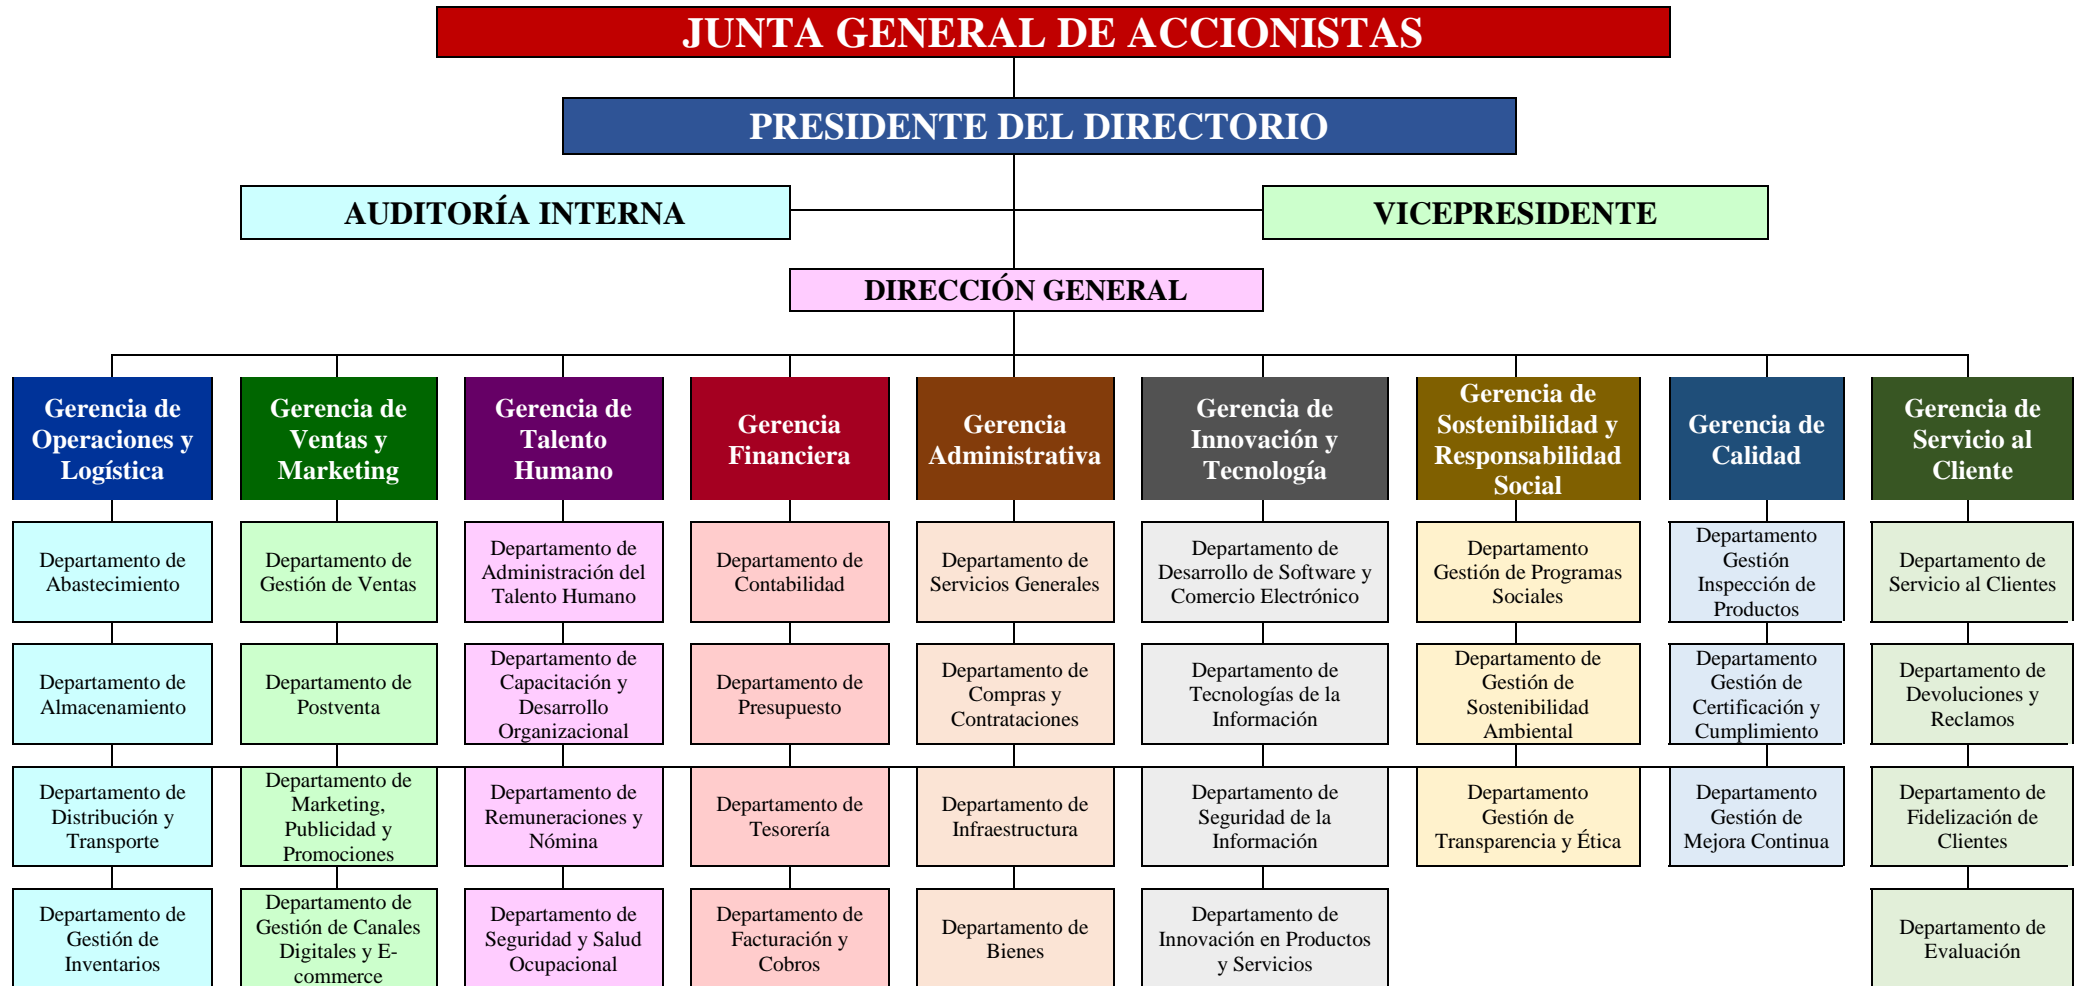 JUNTA GENERAL DE ACCIONISTAS
PRESIDENTE DEL DIRECTORIO
AUDITORÍA INTERNA
VICEPRESIDENTE
DIRECCIÓN GENERAL
Gerencia de
Operaciones y
Logística
Gerencia de
Ventas y
Marketing
Gerencia de
Talento
Humano
Gerencia
Financiera
Gerencia
Administrativa
Gerencia de
Innovación y
Tecnología
Gerencia de
Sostenibilidad y
Responsabilidad
Social
Gerencia de
Calidad
Gerencia de
Servicio al
Cliente
Departamento de
Abastecimiento
Departamento de
Gestión de Ventas
Departamento de
Administración del
Talento Humano
Departamento de
Contabilidad
Departamento de
Servicios Generales
Departamento de
Desarrollo de Software y
Comercio Electrónico
Departamento
Gestión de Programas
Sociales
Departamento
Gestión
Inspección de
Productos
Departamento de
Servicio al Clientes
Departamento de
Almacenamiento
Departamento de
Postventa
Departamento de
Capacitación y
Desarrollo
Organizacional
Departamento de
Presupuesto
Departamento de
Compras y
Contrataciones
Departamento de
Tecnologías de la
Información
Departamento de
Gestión de
Sostenibilidad
Ambiental
Departamento
Gestión de
Certificación y
Cumplimiento
Departamento de
Devoluciones y
Reclamos
Departamento de
Distribución y
Transporte
Departamento de
Marketing,
Publicidad y
Promociones
Departamento de
Remuneraciones y
Nómina
Departamento de
Tesorería
Departamento de
Infraestructura
Departamento de
Seguridad de la
Información
Departamento
Gestión de
Transparencia y Ética
Departamento
Gestión de
Mejora Continua
Departamento de
Fidelización de
Clientes
Departamento de
Gestión de
Inventarios
Departamento de
Gestión de Canales
Digitales y E-
commerce
Departamento de
Seguridad y Salud
Ocupacional
Departamento de
Facturación y
Cobros
Departamento de
Bienes
Departamento de
Innovación en Productos
y Servicios
Departamento de
Evaluación